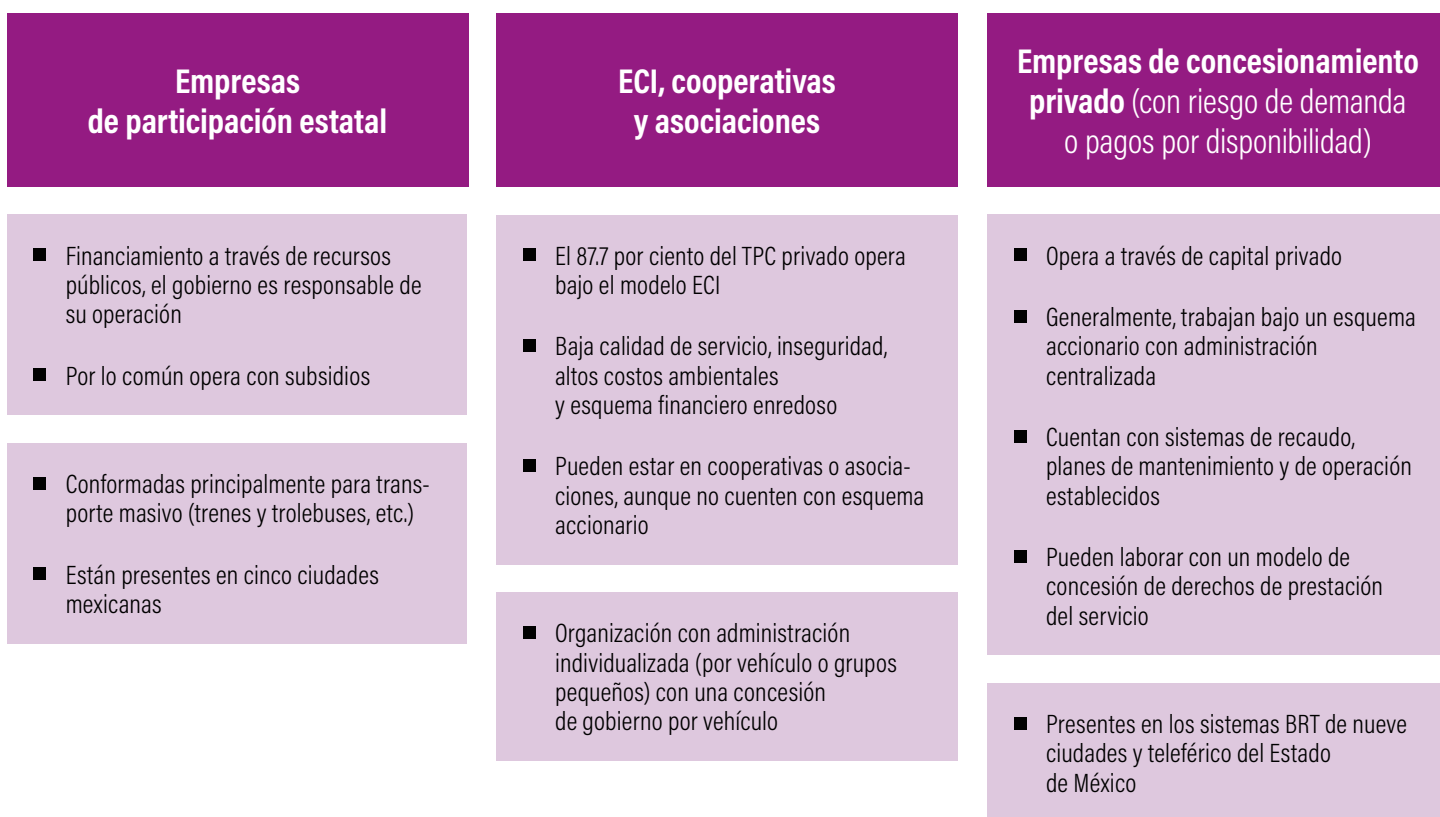 Empresas
de participación estatal
■ Financiamiento a través de recursos
públicos, el gobierno es responsable de
su operación
■ Por lo común opera con subsidios
■ Conformadas principalmente para trans-
porte masivo (trenes y trolebuses, etc.)
■ Están presentes en cinco ciudades
mexicanas
ECI, cooperativas
y asociaciones
■ El 87.7 por ciento del TPC privado opera
bajo el modelo ECI
■ Baja calidad de servicio, inseguridad,
altos costos ambientales
y esquema financiero enredoso
■ Pueden estar en cooperativas o asocia-
ciones, aunque no cuenten con esquema
accionario
■ Organización con administración
individualizada (por vehículo o grupos
pequeños) con una concesión
de gobierno por vehículo
Empresas de concesionamiento
privado (con riesgo de demanda
o pagos por disponibilidad)
■ Opera a través de capital privado
■ Generalmente, trabajan bajo un esquema
accionario con administración
centralizada
■ Cuentan con sistemas de recaudo,
planes de mantenimiento y de operación
establecidos
■ Pueden laborar con un modelo de
concesión de derechos de prestación
del servicio
■ Presentes en los sistemas BRT de nueve
ciudades y teleférico del Estado
de México